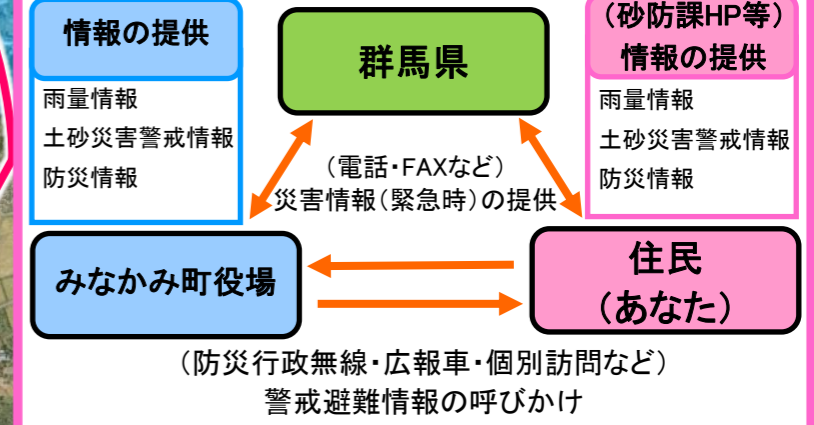 情報の提供
雨量情報
土砂災害警戒情報
防災情報
群馬県
（砂防課HP等）
情報の提供
雨量情報
土砂災害警戒情報
防災情報
（電話・FAXなど）
災害情報（緊急時）の提供
みなかみ町役場
住民
（あなた）
（防災行政無線・広報車・個別訪問など）
警戒避難情報の呼びかけ